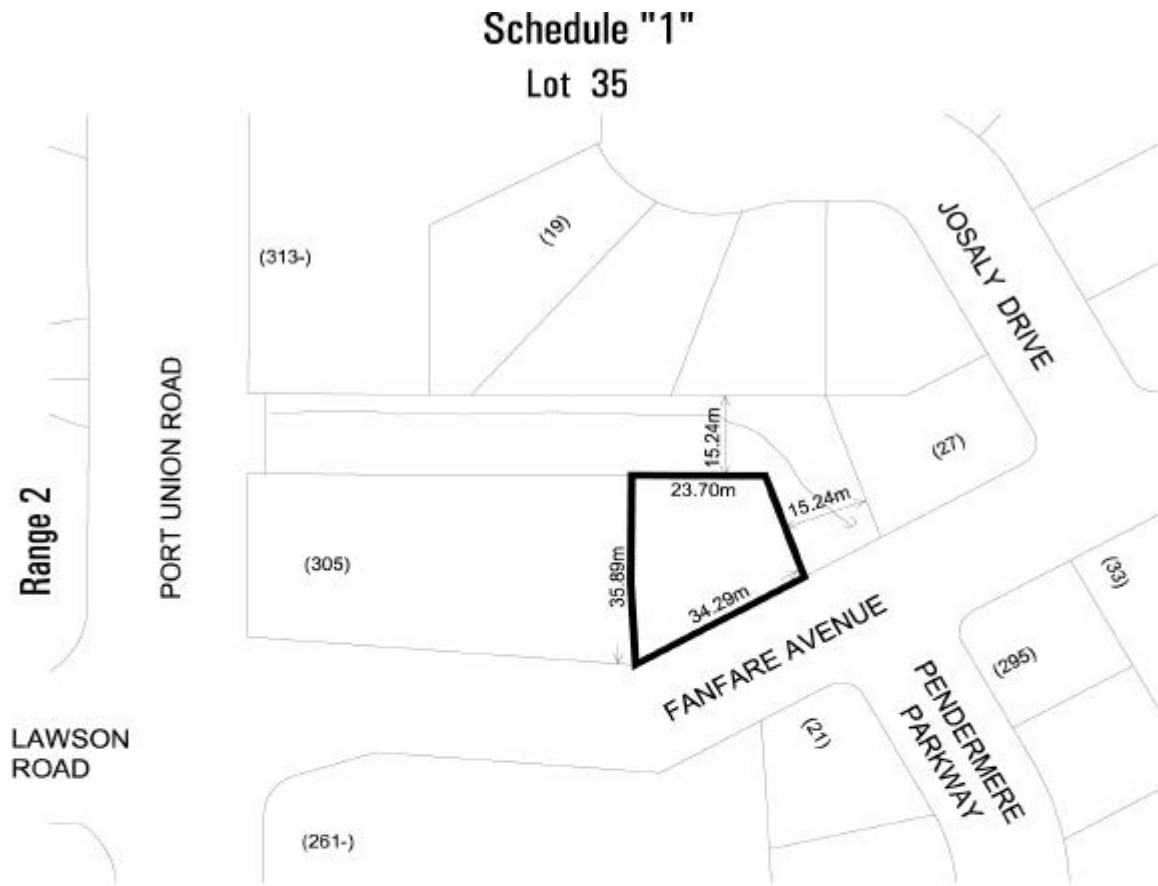 Schedule "1"
Lot 35
(19)
(313-)
JOSALY DRIVE
PORT UNION ROAD
15.24m
(27)
23.70m
15.24m
Range 2
(305)
35.89m
34.29m
FANFARE AVENUE
(33)
(295)
PENDERMERE
PARKWAY
(21)
LAWSON
ROAD
(261-)